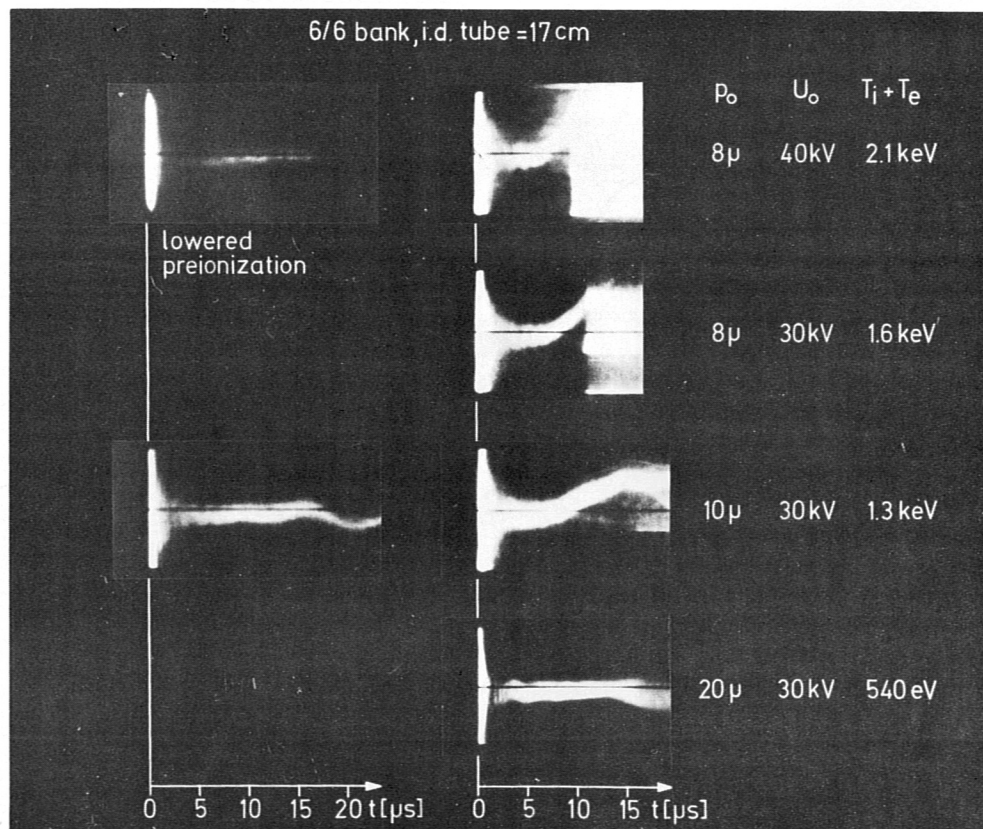 6/6 bank, i.d. tube = 17 cm
p₀ U₀ Tᵢ + Tₑ
8µ 40kV 2.1 keV
lowered
preionization
8µ 30kV 1.6 keV
10µ 30kV 1.3 keV
20µ 30kV 540 eV
0 5 10 15 20 t[µs]
0 5 10 15 t[µs]